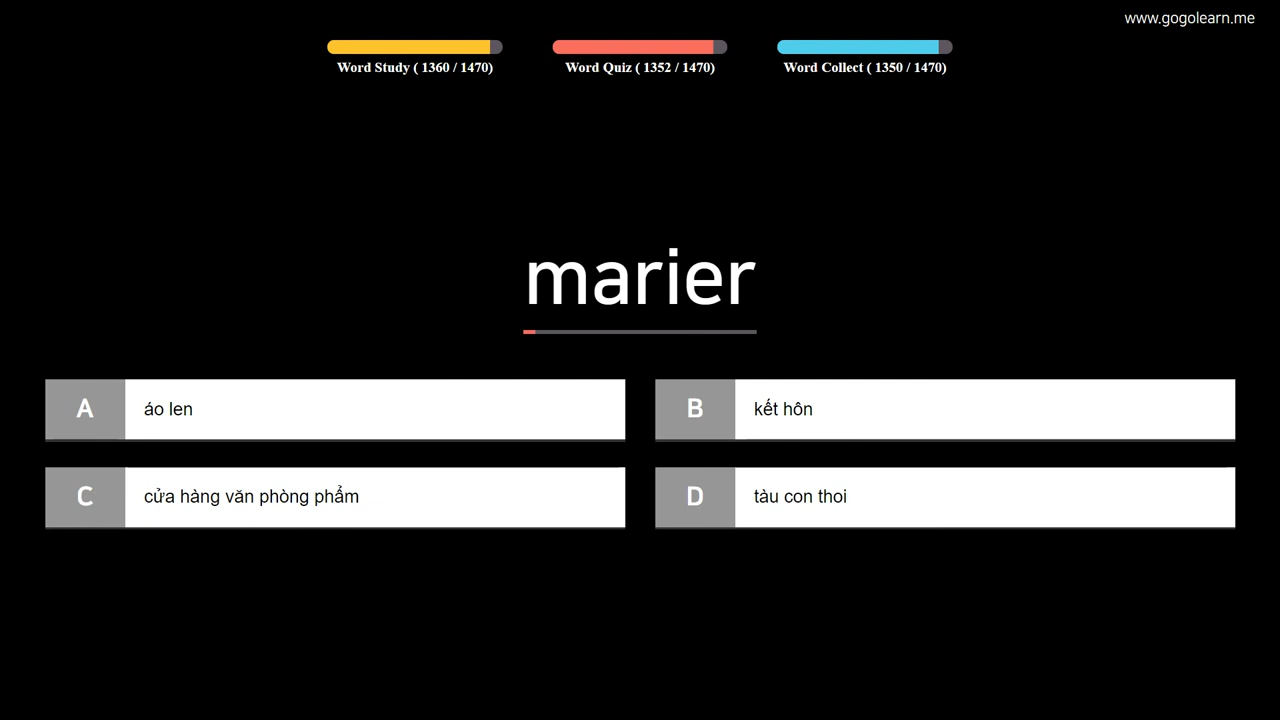 www.gogolearn.me
Word Study ( 1360 / 1470)
Word Quiz ( 1352 / 1470)
Word Collect ( 1350 / 1470)
marier
A áo len
B kết hôn
C cửa hàng văn phòng phẩm
D tàu con thoi